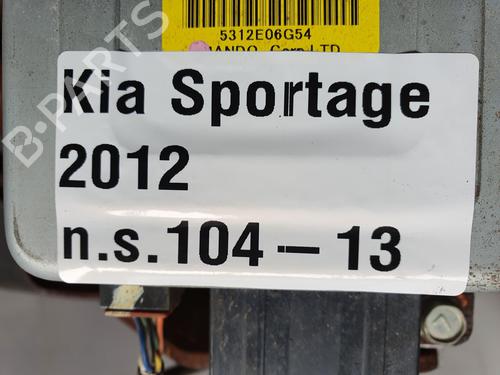 5312E06G54
MANDO Corp.LTD
Kia Sportage
2012
n.s.104-13
B-PARTS